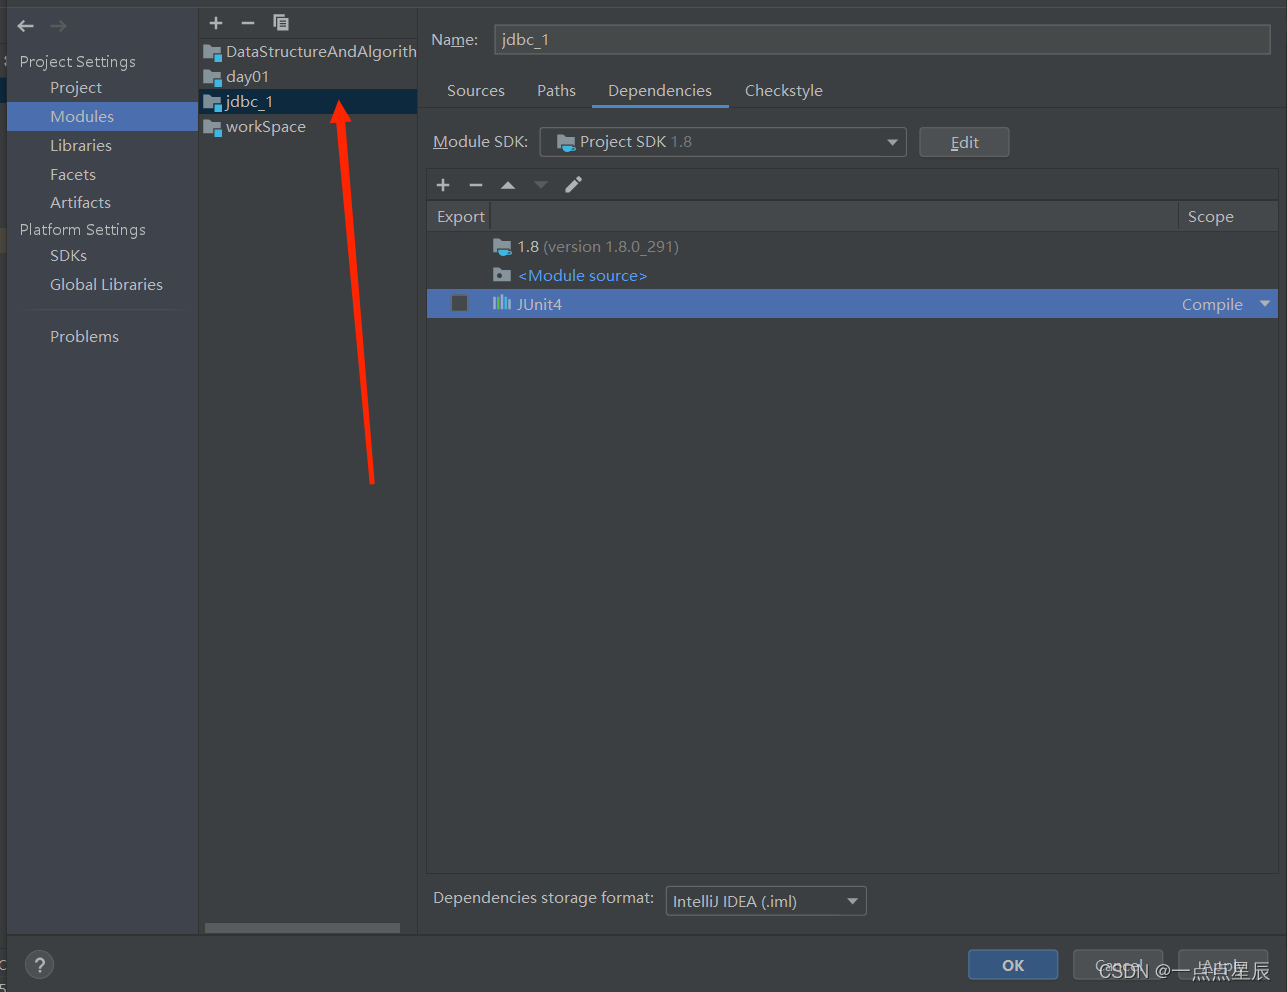 Project Settings
Project
Modules
Libraries
Facets
Artifacts
Platform Settings
SDKs
Global Libraries
Problems
DataStructureAndAlgorith
day01
jdbc_1
workSpace
Name: jdbc_1
Sources Paths Dependencies Checkstyle
Module SDK: Project SDK 1.8 Edit
Export Scope
1.8 (version 1.8.0_291)
<Module source>
JUnit4 Compile
Dependencies storage format: IntelliJ IDEA (.iml)
? OK Cancel Apply
CSDN @一点点星辰